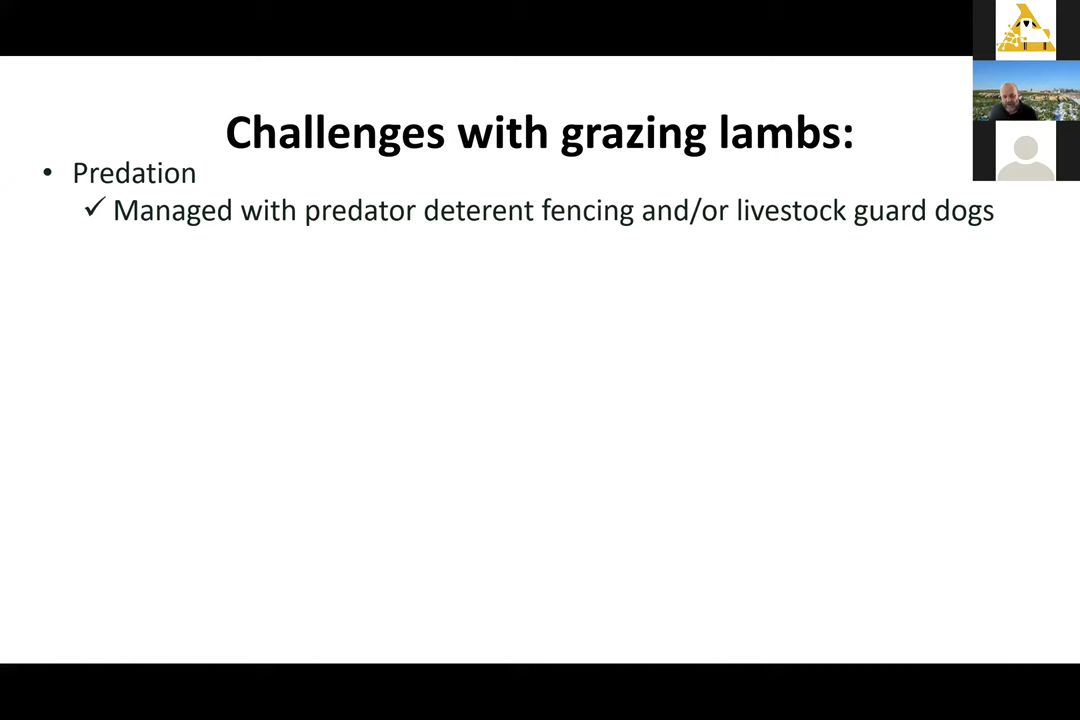 Challenges with grazing lambs:
• Predation
✓ Managed with predator deterent fencing and/or livestock guard dogs